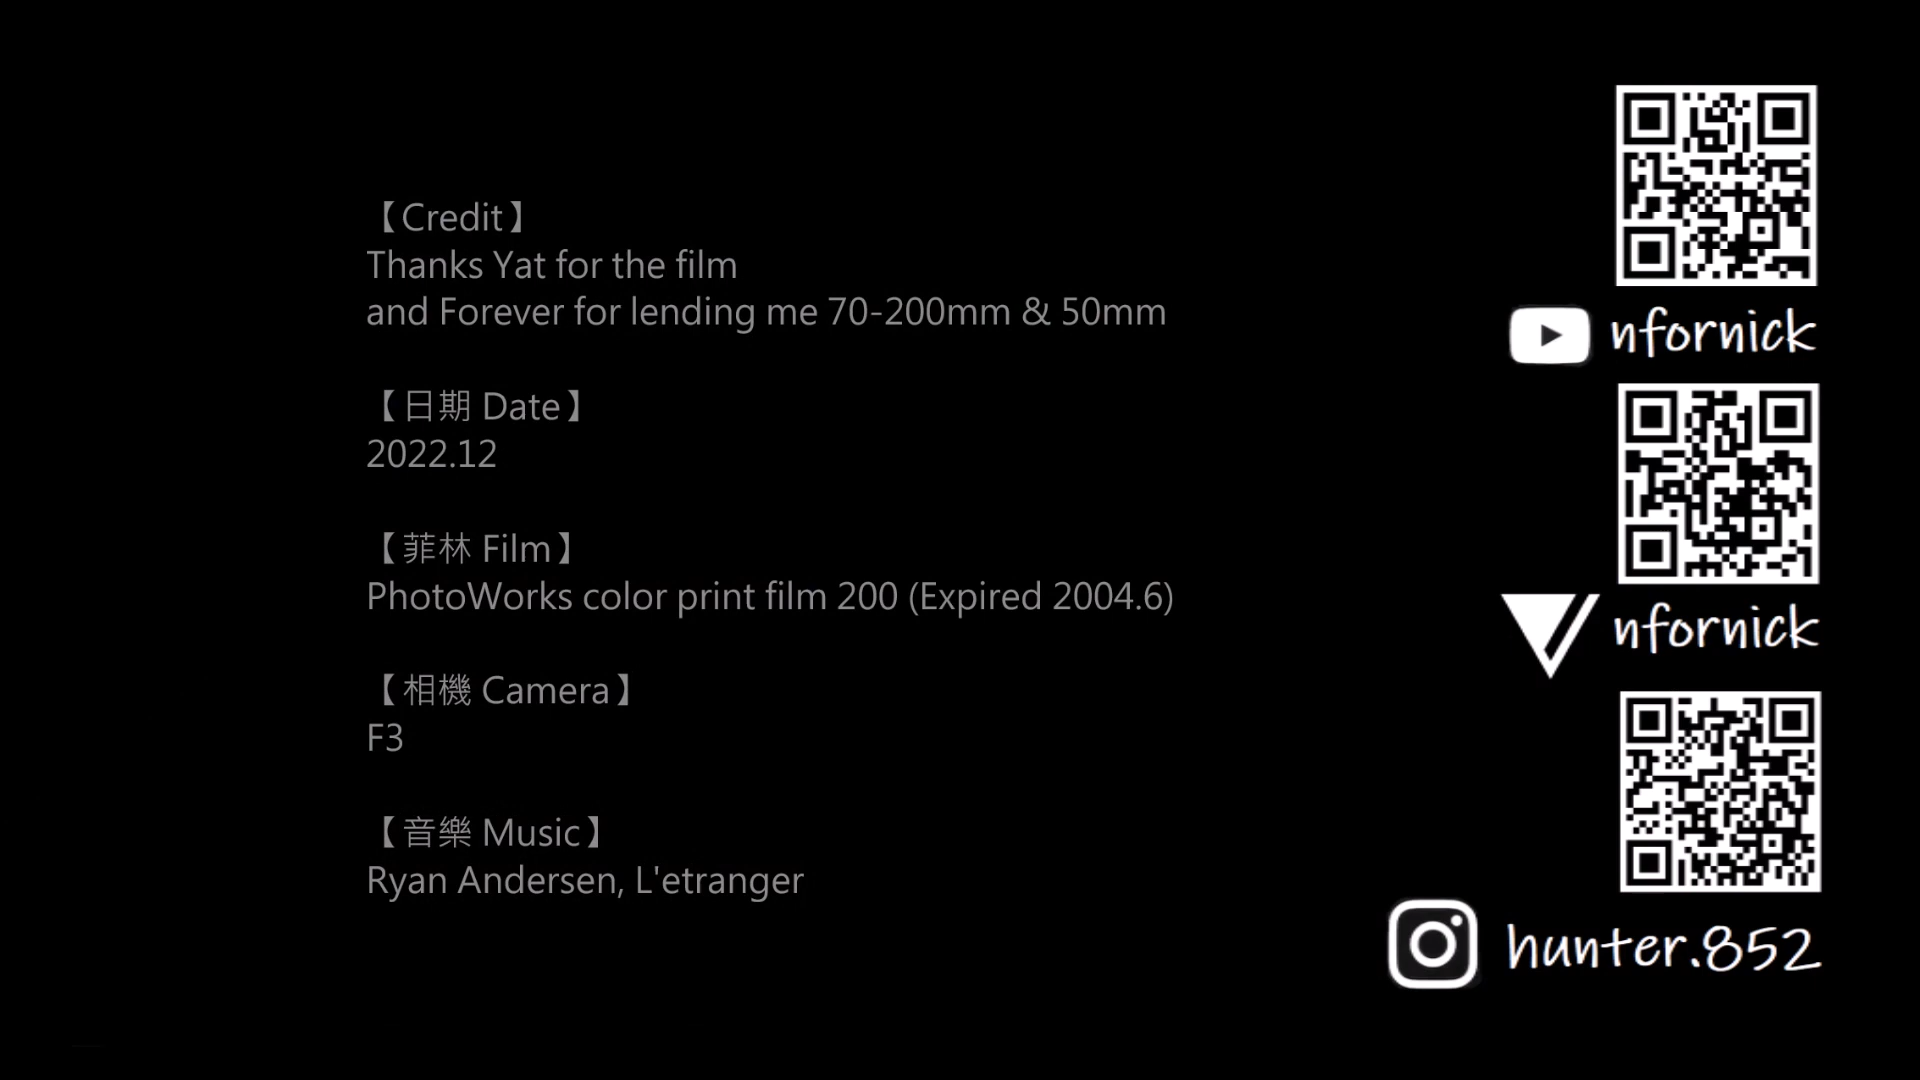 【Credit】
Thanks Yat for the film
and Forever for lending me 70-200mm & 50mm
【日期 Date】
2022.12
【菲林 Film】
PhotoWorks color print film 200 (Expired 2004.6)
【相機 Camera】
F3
【音樂 Music】
Ryan Andersen, L'etranger
nfornick
nfornick
hunter.852